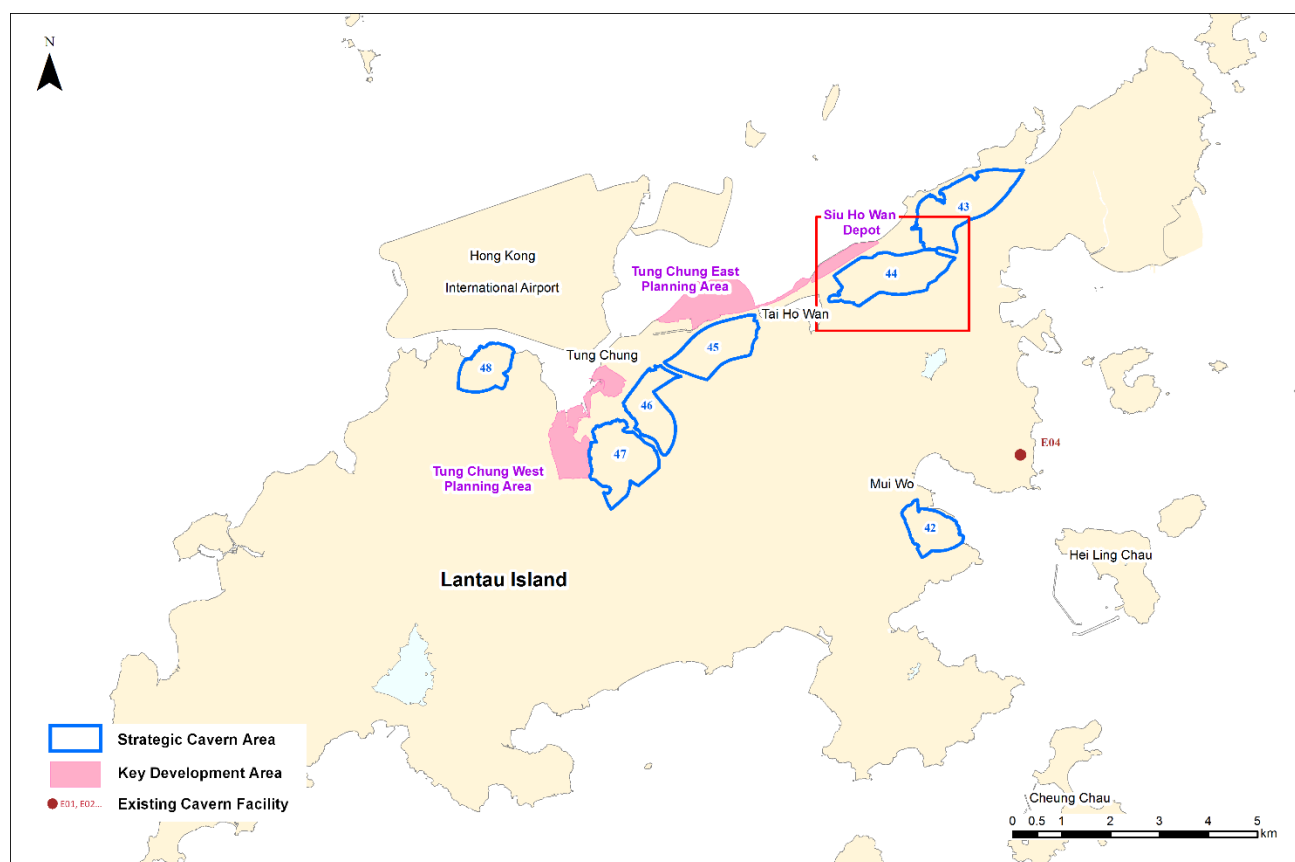 N
43
Siu Ho Wan
Depot
Hong Kong
International Airport
Tung Chung East
Planning Area
44
Tai Ho Wan
45
Tung Chung
48
46
47
E04
Tung Chung West
Planning Area
Mui Wo
42
Hei Ling Chau
Lantau Island
Strategic Cavern Area
Key Development Area
E01, E02... Existing Cavern Facility
Cheung Chau
0 0.5 1 2 3 4 5
km